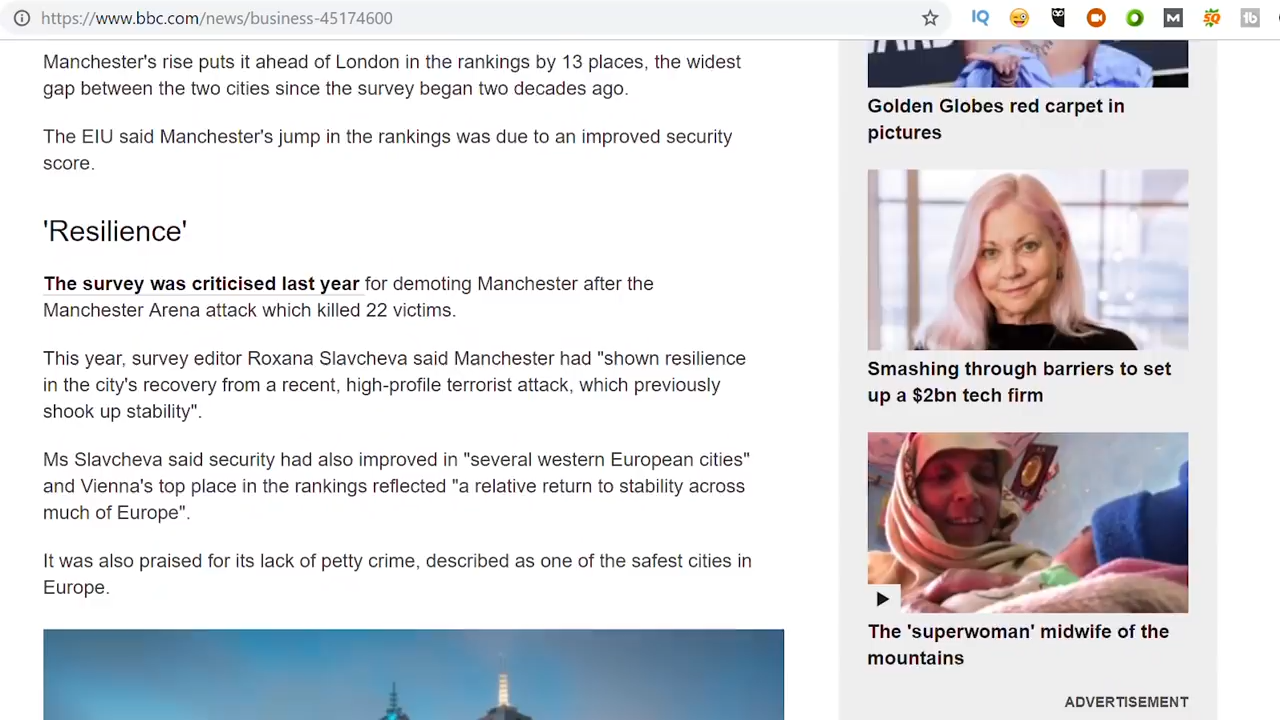 https://www.bbc.com/news/business-45174600
IQ
M
SQ
tb
Manchester's rise puts it ahead of London in the rankings by 13 places, the widest
gap between the two cities since the survey began two decades ago.
The EIU said Manchester's jump in the rankings was due to an improved security
score.
'Resilience'
The survey was criticised last year for demoting Manchester after the
Manchester Arena attack which killed 22 victims.
This year, survey editor Roxana Slavcheva said Manchester had "shown resilience
in the city's recovery from a recent, high-profile terrorist attack, which previously
shook up stability".
Ms Slavcheva said security had also improved in "several western European cities"
and Vienna's top place in the rankings reflected "a relative return to stability across
much of Europe".
It was also praised for its lack of petty crime, described as one of the safest cities in
Europe.
Golden Globes red carpet in
pictures
Smashing through barriers to set
up a $2bn tech firm
The 'superwoman' midwife of the
mountains
ADVERTISEMENT